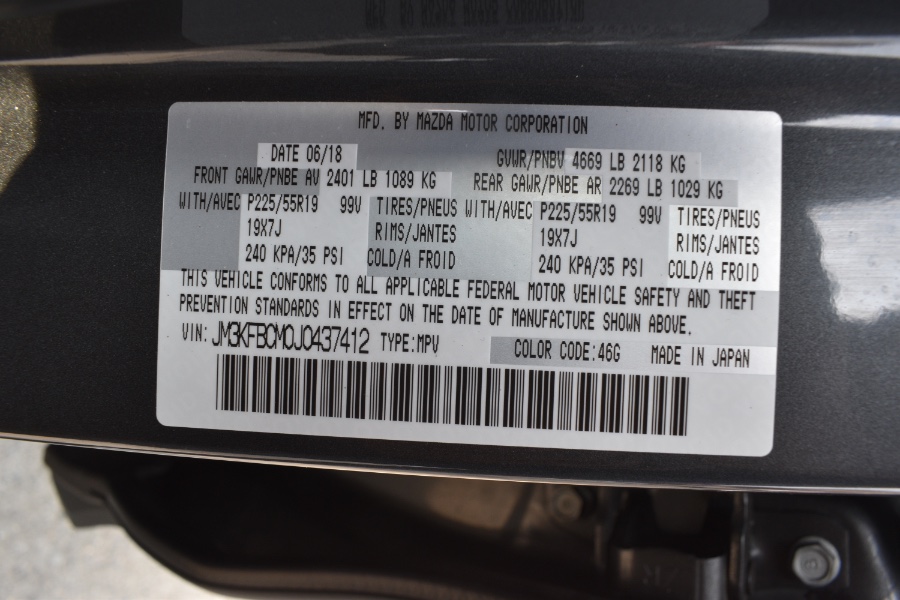 MFD. BY MAZDA MOTOR CORPORATION
DATE 06/18 GVWR/PNBV 4669 LB 2118 KG
FRONT GAWR/PNBE AV 2401 LB 1089 KG REAR GAWR/PNBE AR 2269 LB 1029 KG
WITH/AVEC P225/55R19 99V TIRES/PNEUS WITH/AVEC P225/55R19 99V TIRES/PNEUS
19X7J RIMS/JANTES 19X7J RIMS/JANTES
240 KPA/35 PSI COLD/A FROID 240 KPA/35 PSI COLD/A FROID
THIS VEHICLE CONFORMS TO ALL APPLICABLE FEDERAL MOTOR VEHICLE SAFETY AND THEFT
PREVENTION STANDARDS IN EFFECT ON THE DATE OF MANUFACTURE SHOWN ABOVE.
VIN: JM3KFBCM0J0437412 TYPE:MPV COLOR CODE:46G MADE IN JAPAN